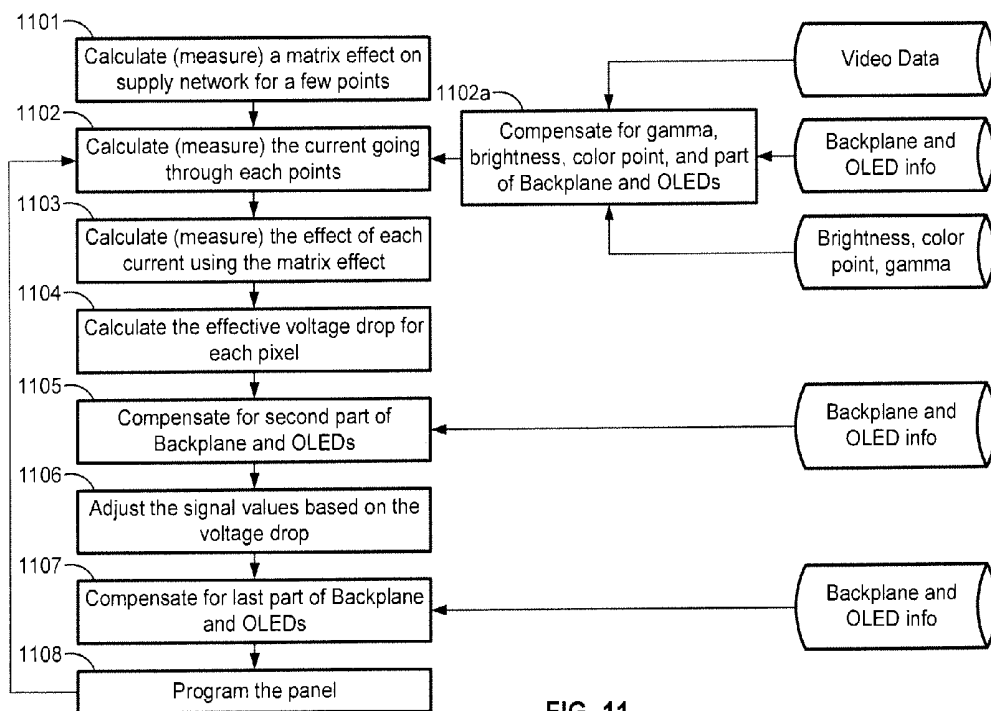 1101
Calculate (measure) a matrix effect on
supply network for a few points
1102
Calculate (measure) the current going
through each points
1102a
Compensate for gamma,
brightness, color point, and part
of Backplane and OLEDs
Video Data
Backplane and
OLED info
Brightness, color
point, gamma
1103
Calculate (measure) the effect of each
current using the matrix effect
1104
Calculate the effective voltage drop for
each pixel
1105
Compensate for second part of
Backplane and OLEDs
Backplane and
OLED info
1106
Adjust the signal values based on the
voltage drop
1107
Compensate for last part of Backplane
and OLEDs
Backplane and
OLED info
1108
Program the panel
FIG. 11